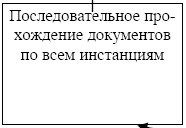 Последовательное про-
хождение документов
по всем инстанциям